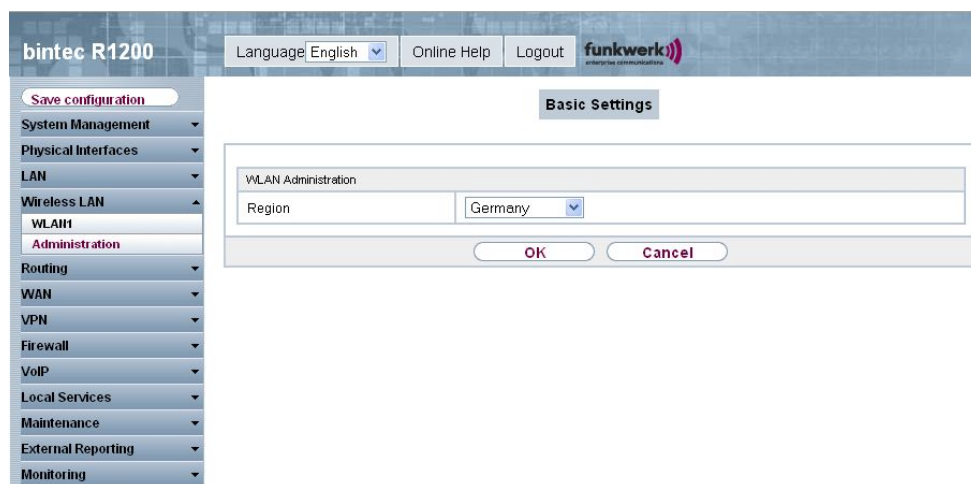 bintec R1200
Language English Online Help Logout funkwerk
enterprise communications
Save configuration
System Management
Physical Interfaces
LAN
Wireless LAN
WLAN1
Administration
Routing
WAN
VPN
Firewall
VoIP
Local Services
Maintenance
External Reporting
Monitoring
Basic Settings
WLAN Administration
Region Germany
OK Cancel